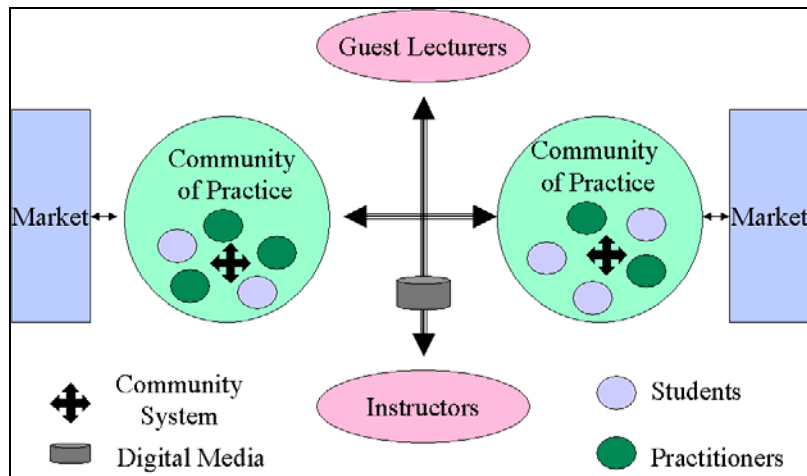 Guest Lecturers
Community
of Practice
Community
of Practice
Market
Market
Community
System
Instructors
Students
Digital Media
Practitioners